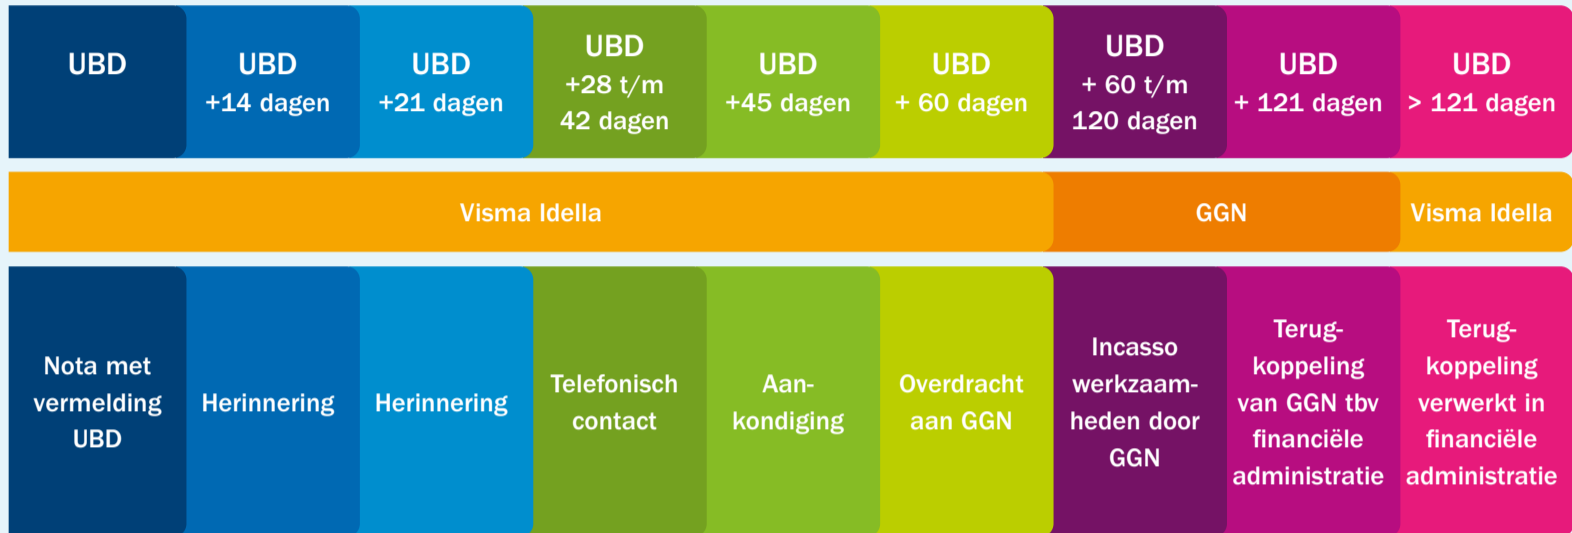 UBD
UBD
+14 dagen
UBD
+21 dagen
UBD
+28 t/m
42 dagen
UBD
+45 dagen
UBD
+ 60 dagen
UBD
+ 60 t/m
120 dagen
UBD
+ 121 dagen
UBD
> 121 dagen
Visma Idella
GGN
Visma Idella
Nota met
vermelding
UBD
Herinnering
Herinnering
Telefonisch
contact
Aan-
kondiging
Overdracht
aan GGN
Incasso
werkzaam-
heden door
GGN
Terug-
koppeling
van GGN tbv
financiële
administratie
Terug-
koppeling
verwerkt in
financiële
administratie